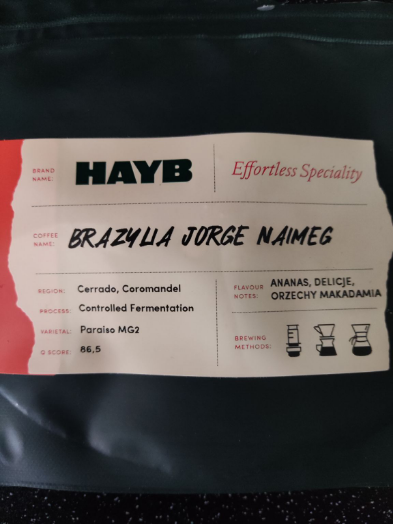 BRAND NAME:
HAYB
Effortless Speciality
COFFEE NAME:
BRAZYLIA JORGE NAIMEG
REGION: Cerrado, Coromandel
PROCESS: Controlled Fermentation
VARIETAL: Paraiso MG2
Q SCORE: 86,5
FLAVOUR NOTES:
ANANAS, DELICJE,
ORZECHY MAKADAMIA
BREWING METHODS: